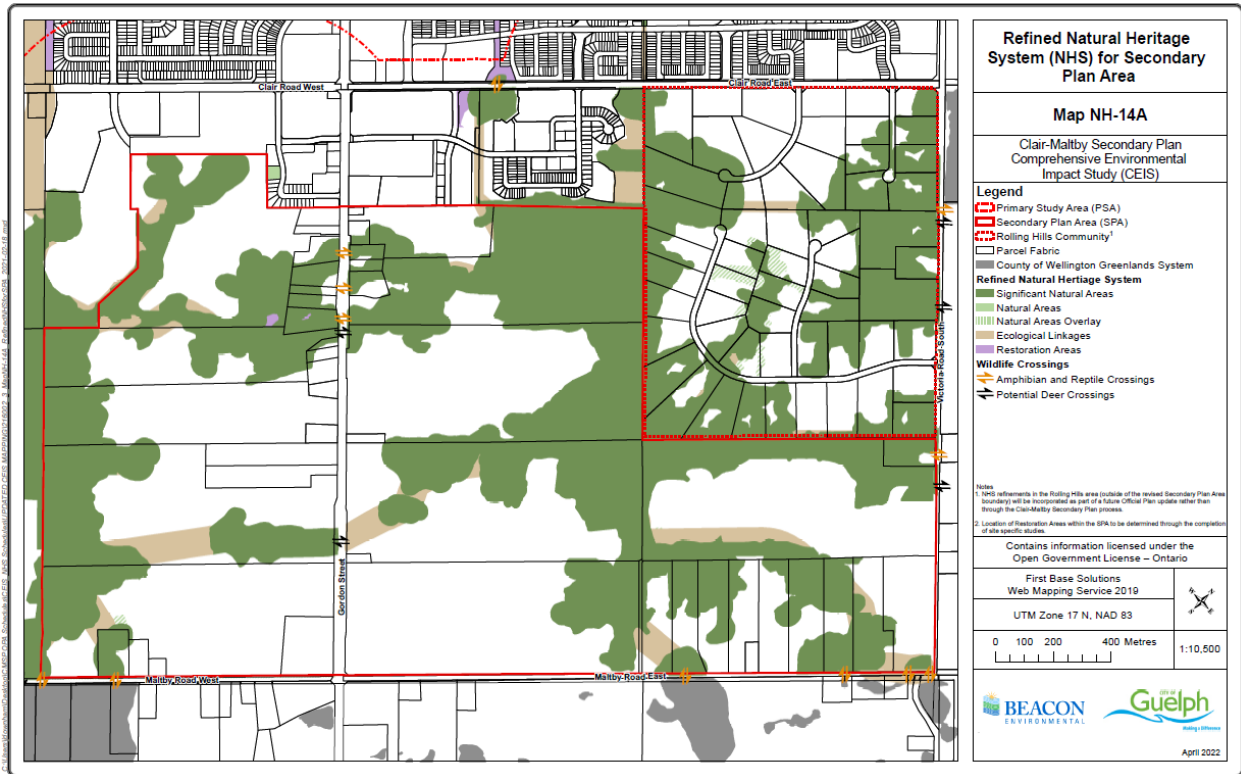 Refined Natural Heritage
System (NHS) for Secondary
Plan Area
Map NH-14A
Clair-Maltby Secondary Plan
Comprehensive Environmental
Impact Study (CEIS)
Legend
Primary Study Area (PSA)
Secondary Plan Area (SPA)
Rolling Hills Community¹
Parcel Fabric
County of Wellington Greenlands System
Refined Natural Heritage System
Significant Natural Areas
Natural Areas
Natural Areas Overlay
Ecological Linkages
Restoration Areas
Wildlife Crossings
Amphibian and Reptile Crossings
Potential Deer Crossings
Notes
1. NHS refinements in the Rolling Hills area (outside of the revised Secondary Plan Area
boundary) will be incorporated as part of a future Official Plan update rather than
through the Clair-Maltby Secondary Plan process.
2. Location of Restoration Areas within the SPA to be determined through the completion
of site specific studies.
Contains information licensed under the
Open Government License – Ontario
First Base Solutions
Web Mapping Service 2019
UTM Zone 17 N, NAD 83
0 100 200 400 Metres
1:10,500
BEACON
ENVIRONMENTAL
city of
Guelph
Making a Difference
April 2022
Clair Road West
Clair Road East
Gordon Street
Victoria Road South
Maltby Road West
Maltby Road East